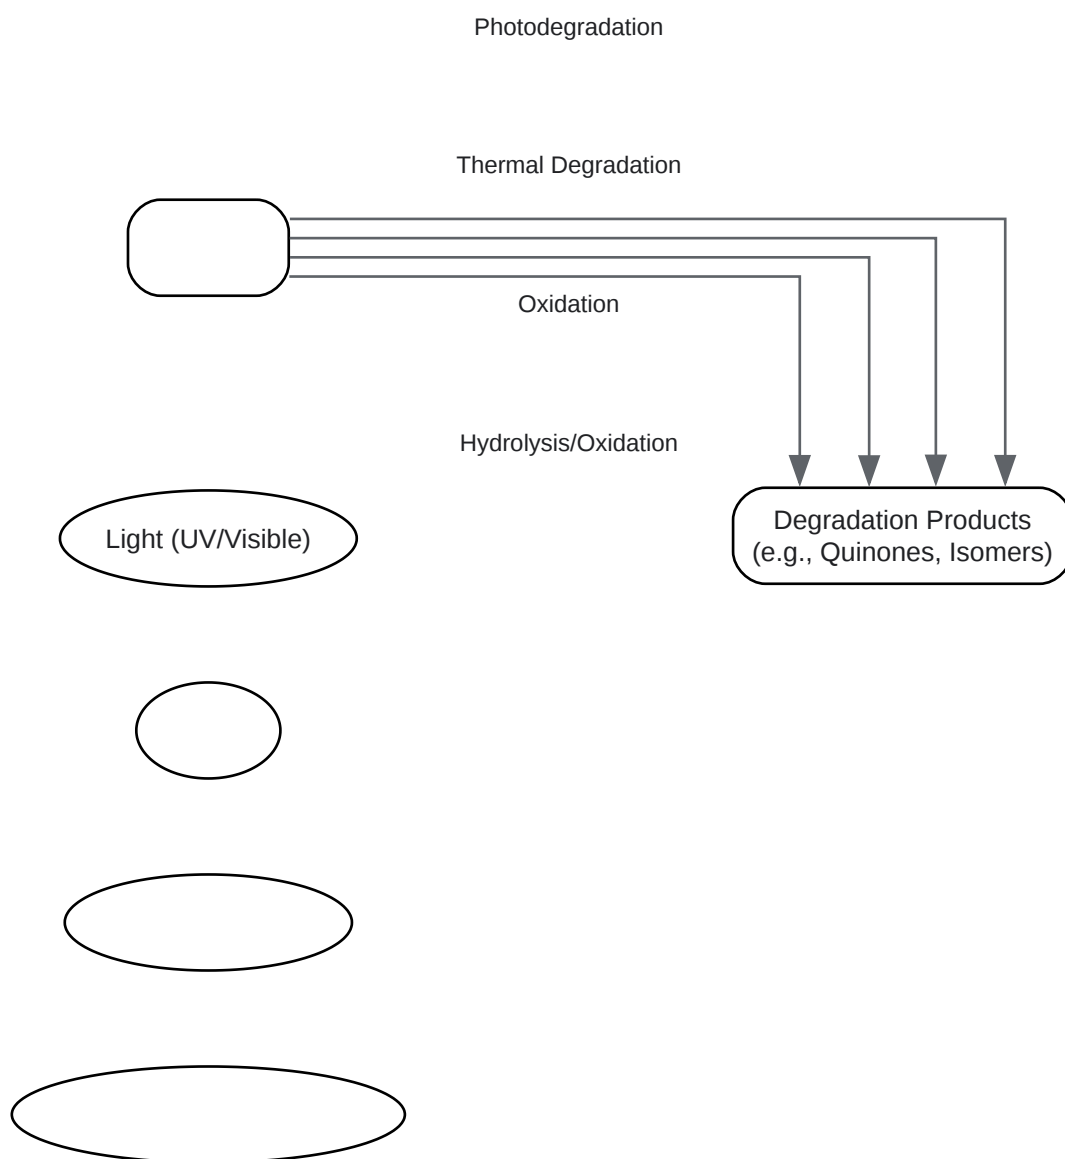 Photodegradation
Thermal Degradation
Oxidation
Hydrolysis/Oxidation
Light (UV/Visible)
Degradation Products
(e.g., Quinones, Isomers)